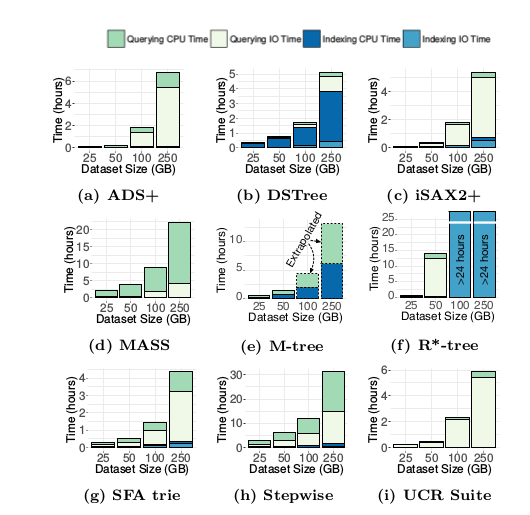 Querying CPU Time Querying IO Time Indexing CPU Time Indexing IO Time
Time (hours)
6
4
2
0
25 50 100 250
Dataset Size (GB)
(a) ADS+
Time (hours)
5
4
3
2
1
0
25 50 100 250
Dataset Size (GB)
(b) DSTree
Time (hours)
4
2
0
25 50 100 250
Dataset Size (GB)
(c) iSAX2+
Time (hours)
20
15
10
5
0
25 50 100 250
Dataset Size (GB)
(d) MASS
Time (hours)
10
5
0
Extrapolated
25 50 100 250
Dataset Size (GB)
(e) M-tree
Time (hours)
25
20
15
10
5
0
>24 hours
>24 hours
25 50 100 250
Dataset Size (GB)
(f) R*-tree
Time (hours)
4
3
2
1
0
25 50 100 250
Dataset Size (GB)
(g) SFA trie
Time (hours)
30
20
10
0
25 50 100 250
Dataset Size (GB)
(h) Stepwise
Time (hours)
6
4
2
0
25 50 100 250
Dataset Size (GB)
(i) UCR Suite